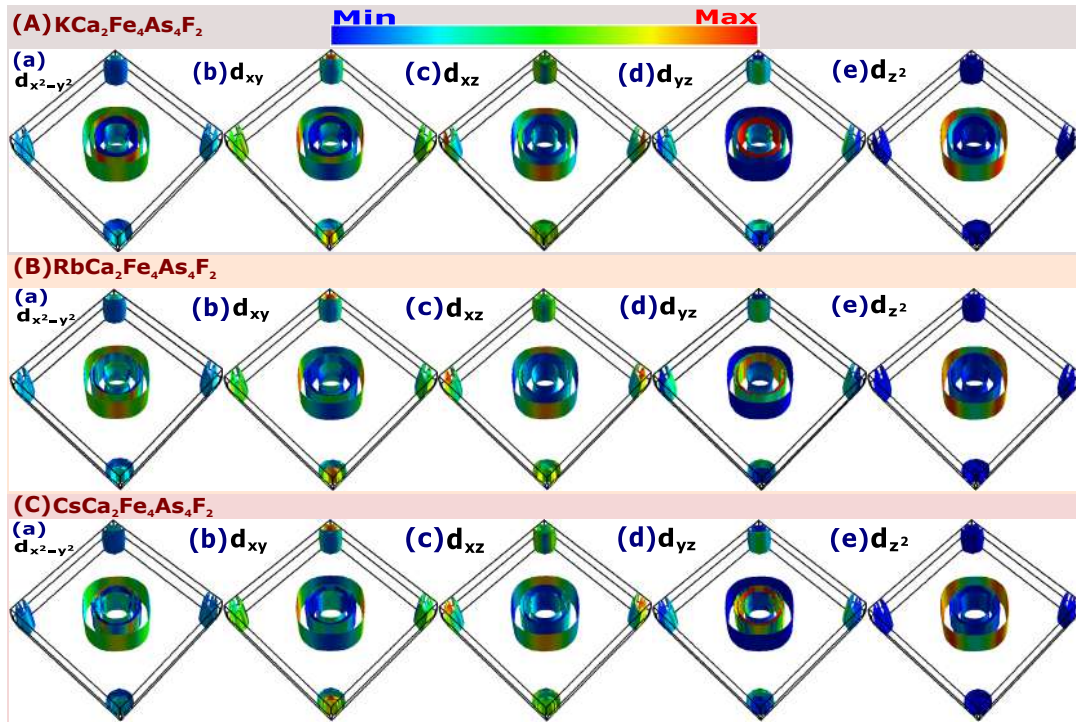 (A) KCa₂Fe₄As₄F₂
Min Max
(a) dx²−y²
(b) dxy
(c) dxz
(d) dyz
(e) dz²
(B) RbCa₂Fe₄As₄F₂
(a) dx²−y²
(b) dxy
(c) dxz
(d) dyz
(e) dz²
(C) CsCa₂Fe₄As₄F₂
(a) dx²−y²
(b) dxy
(c) dxz
(d) dyz
(e) dz²